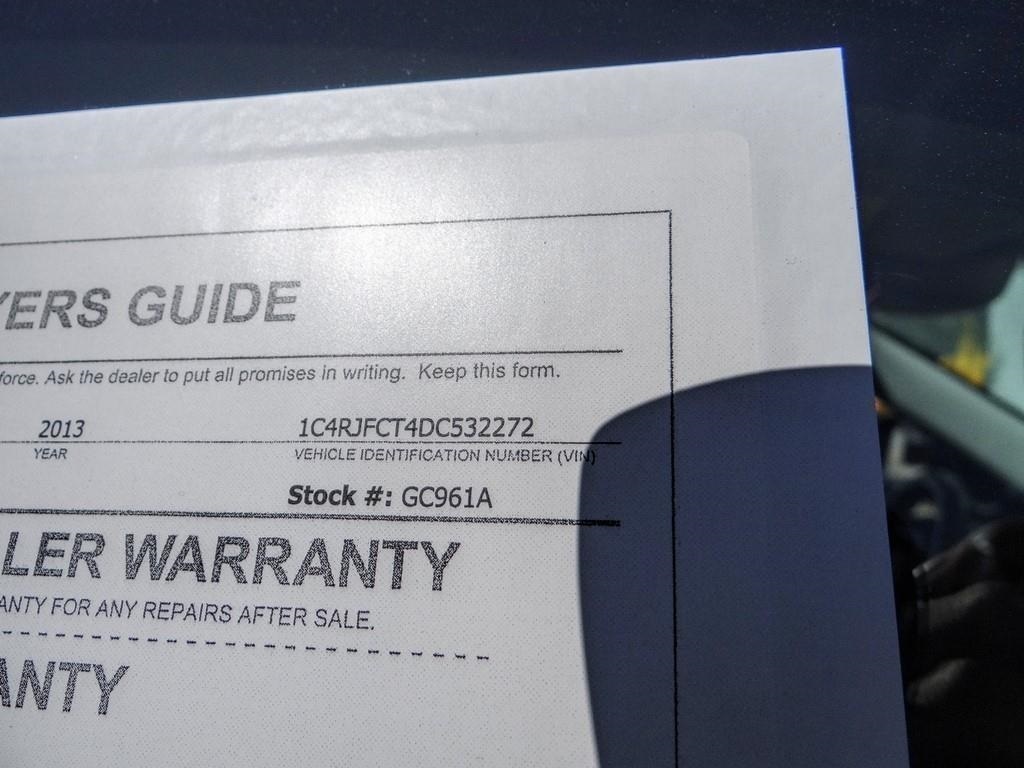 YERS GUIDE
force. Ask the dealer to put all promises in writing. Keep this form.
2013 1C4RJFCT4DC532272
YEAR VEHICLE IDENTIFICATION NUMBER (VIN)
Stock #: GC961A
LER WARRANTY
ANTY FOR ANY REPAIRS AFTER SALE.
ANTY